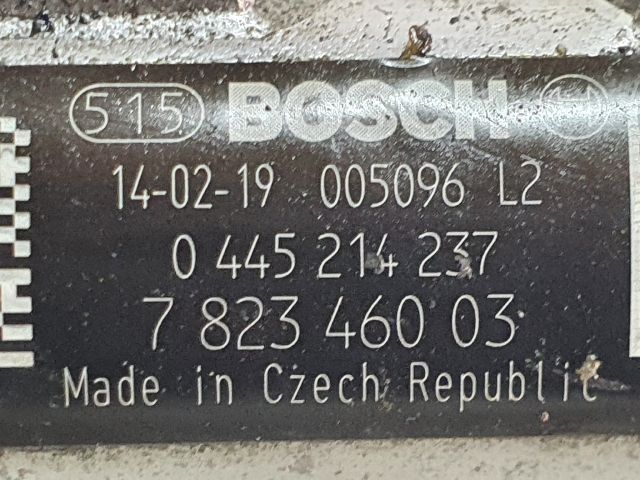 515 BOSCH
14-02-19 005096 L2
0 445 214 237
7 823 460 03
Made in Czech Republic